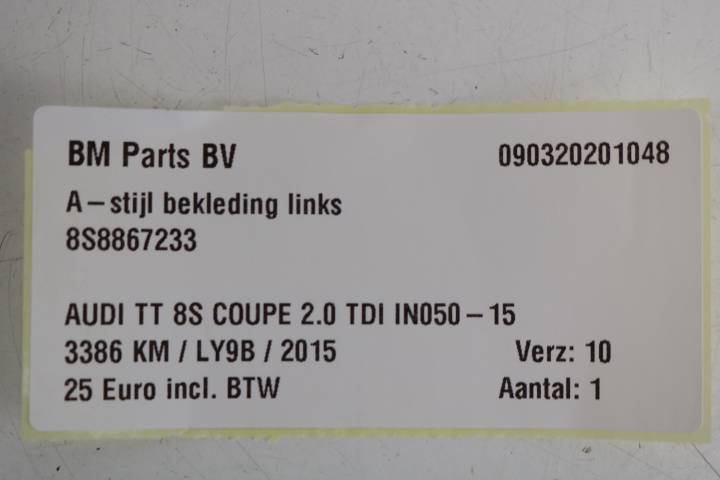 BM Parts BV 090320201048
A-stijl bekleding links
8S8867233
AUDI TT 8S COUPE 2.0 TDI IN050-15
3386 KM / LY9B / 2015 Verz: 10
25 Euro incl. BTW Aantal: 1